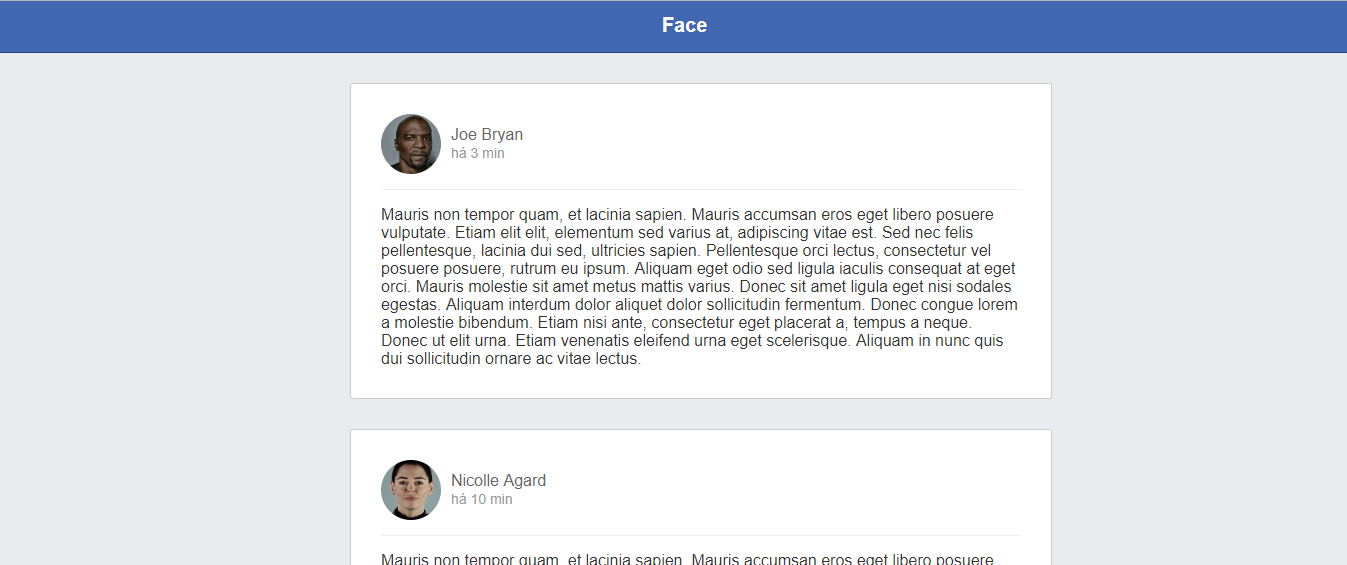 Face
Joe Bryan
há 3 min
Mauris non tempor quam, et lacinia sapien. Mauris accumsan eros eget libero posuere
vulputate. Etiam elit elit, elementum sed varius at, adipiscing vitae est. Sed nec felis
pellentesque, lacinia dui sed, ultricies sapien. Pellentesque orci lectus, consectetur vel
posuere posuere, rutrum eu ipsum. Aliquam eget odio sed ligula iaculis consequat at eget
orci. Mauris molestie sit amet metus mattis varius. Donec sit amet ligula eget nisi sodales
egestas. Aliquam interdum dolor aliquet dolor sollicitudin fermentum. Donec congue lorem
a molestie bibendum. Etiam nisi ante, consectetur eget placerat a, tempus a neque.
Donec ut elit urna. Etiam venenatis eleifend urna eget scelerisque. Aliquam in nunc quis
dui sollicitudin ornare ac vitae lectus.
Nicolle Agard
há 10 min
Mauris non tempor quam, et lacinia sapien. Mauris accumsan eros eget libero posuere